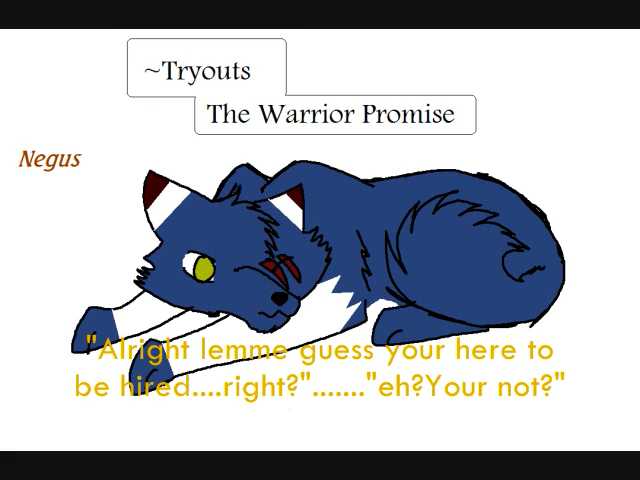 ~Tryouts
The Warrior Promise
Negus
"Alright lemme guess your here to
be hired....right?"......."eh?Your not?"